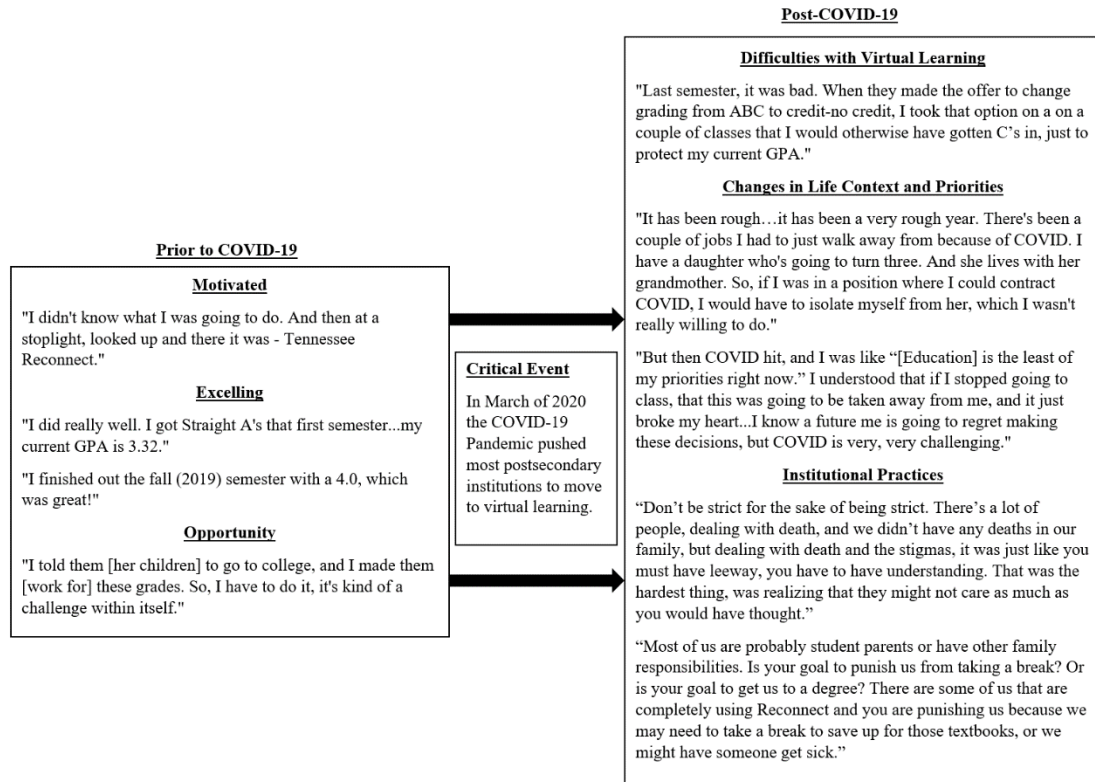 Prior to COVID-19
Motivated
"I didn't know what I was going to do. And then at a
stoplight, looked up and there it was - Tennessee
Reconnect."
Excelling
"I did really well. I got Straight A's that first semester...my
current GPA is 3.32."
"I finished out the fall (2019) semester with a 4.0, which
was great!"
Opportunity
"I told them [her children] to go to college, and I made them
[work for] these grades. So, I have to do it, it's kind of a
challenge within itself."
Critical Event
In March of 2020
the COVID-19
Pandemic pushed
most postsecondary
institutions to move
to virtual learning.
Post-COVID-19
Difficulties with Virtual Learning
"Last semester, it was bad. When they made the offer to change
grading from ABC to credit-no credit, I took that option on a on a
couple of classes that I would otherwise have gotten C’s in, just to
protect my current GPA."
Changes in Life Context and Priorities
"It has been rough…it has been a very rough year. There's been a
couple of jobs I had to just walk away from because of COVID. I
have a daughter who's going to turn three. And she lives with her
grandmother. So, if I was in a position where I could contract
COVID, I would have to isolate myself from her, which I wasn't
really willing to do."
"But then COVID hit, and I was like “[Education] is the least of
my priorities right now.” I understood that if I stopped going to
class, that this was going to be taken away from me, and it just
broke my heart...I know a future me is going to regret making
these decisions, but COVID is very, very challenging."
Institutional Practices
“Don’t be strict for the sake of being strict. There’s a lot of
people, dealing with death, and we didn’t have any deaths in our
family, but dealing with death and the stigmas, it was just like you
must have leeway, you have to have understanding. That was the
hardest thing, was realizing that they might not care as much as
you would have thought.”
“Most of us are probably student parents or have other family
responsibilities. Is your goal to punish us from taking a break? Or
is your goal to get us to a degree? There are some of us that are
completely using Reconnect and you are punishing us because we
may need to take a break to save up for those textbooks, or we
might have someone get sick.”